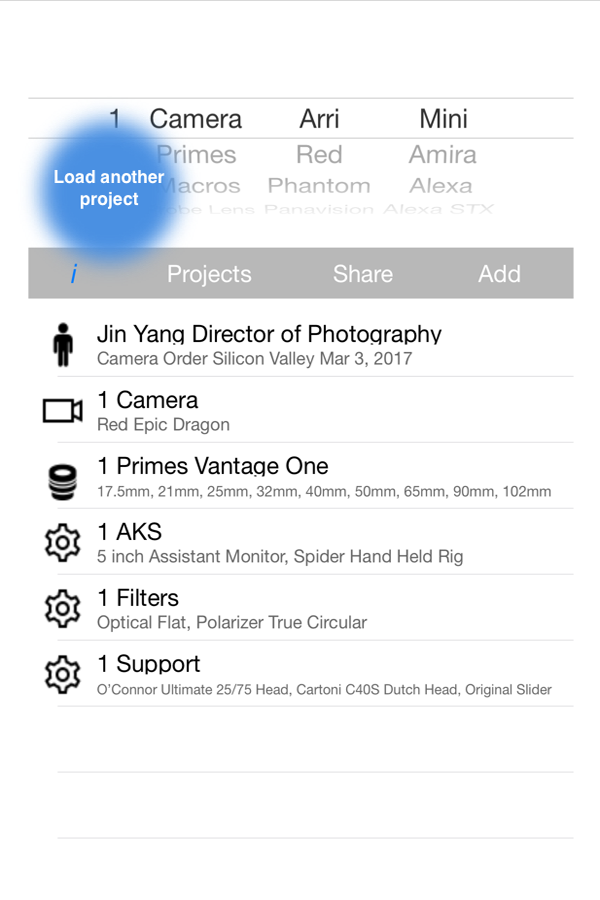 1 Camera Arri Mini
Primes Red Amira
Load another
project
Macros Phantom Alexa
Lens Panavision Alexa STX
i Projects Share Add
Jin Yang Director of Photography
Camera Order Silicon Valley Mar 3, 2017
1 Camera
Red Epic Dragon
1 Primes Vantage One
17.5mm, 21mm, 25mm, 32mm, 40mm, 50mm, 65mm, 90mm, 102mm
1 AKS
5 inch Assistant Monitor, Spider Hand Held Rig
1 Filters
Optical Flat, Polarizer True Circular
1 Support
O’Connor Ultimate 25/75 Head, Cartoni C40S Dutch Head, Original Slider